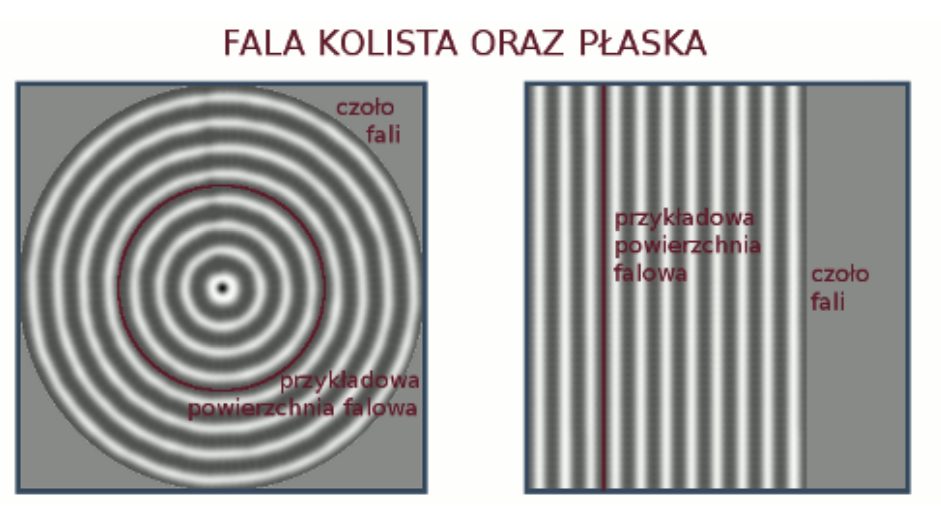 FALA KOLISTA ORAZ PŁASKA
czoło
fali
przykładowa
powierzchnia falowa
przykładowa
powierzchnia
falowa
czoło
fali